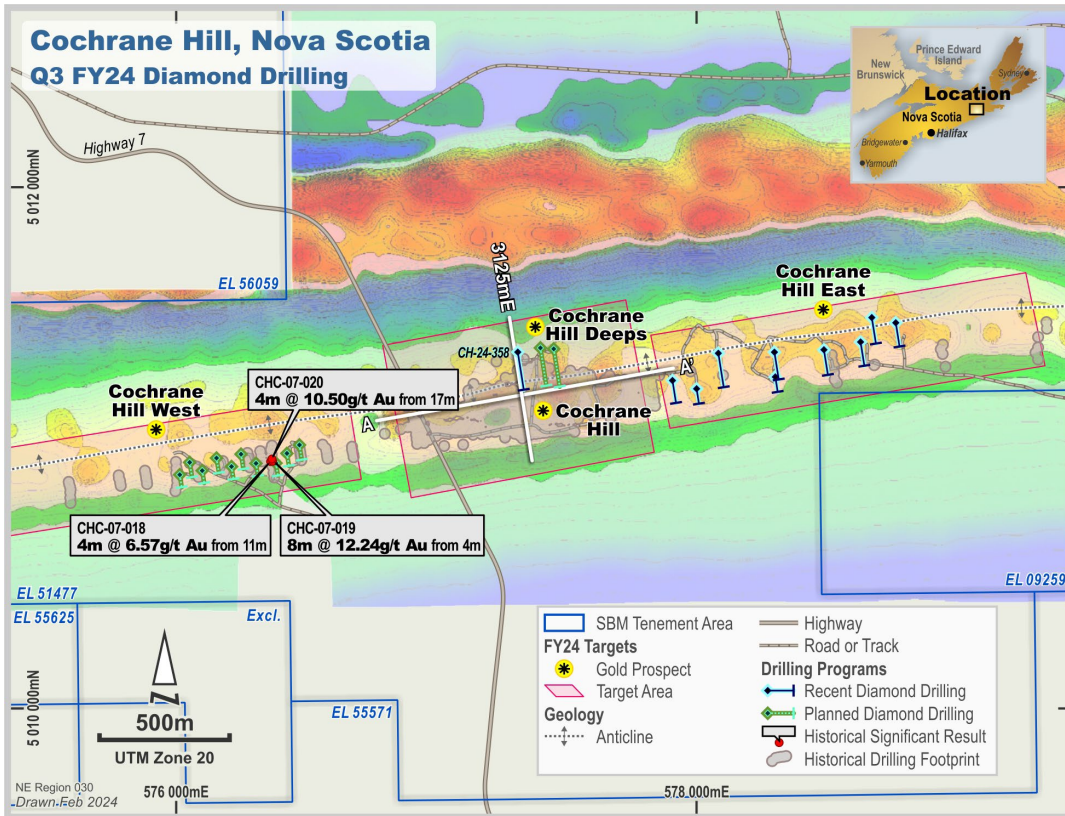 Cochrane Hill, Nova Scotia
Q3 FY24 Diamond Drilling
New
Brunswick
Prince Edward
Island
Sydney
Location
Nova Scotia
Halifax
Bridgewater
Yarmouth
Highway 7
5 012 000mN
EL 56059
3125mE
Cochrane
Hill East
Cochrane
Hill Deeps
CH-24-358
A'
Cochrane
Hill West
CHC-07-020
4m @ 10.50g/t Au from 17m
A
Cochrane
Hill
CHC-07-018
4m @ 6.57g/t Au from 11m
CHC-07-019
8m @ 12.24g/t Au from 4m
EL 09259
EL 51477
EL 55625
Excl.
5 010 000mN
N
500m
UTM Zone 20
EL 55571
SBM Tenement Area
FY24 Targets
Gold Prospect
Target Area
Geology
Anticline
Highway
Road or Track
Drilling Programs
Recent Diamond Drilling
Planned Diamond Drilling
Historical Significant Result
Historical Drilling Footprint
NE Region 030
Drawn Feb 2024
576 000mE
578 000mE